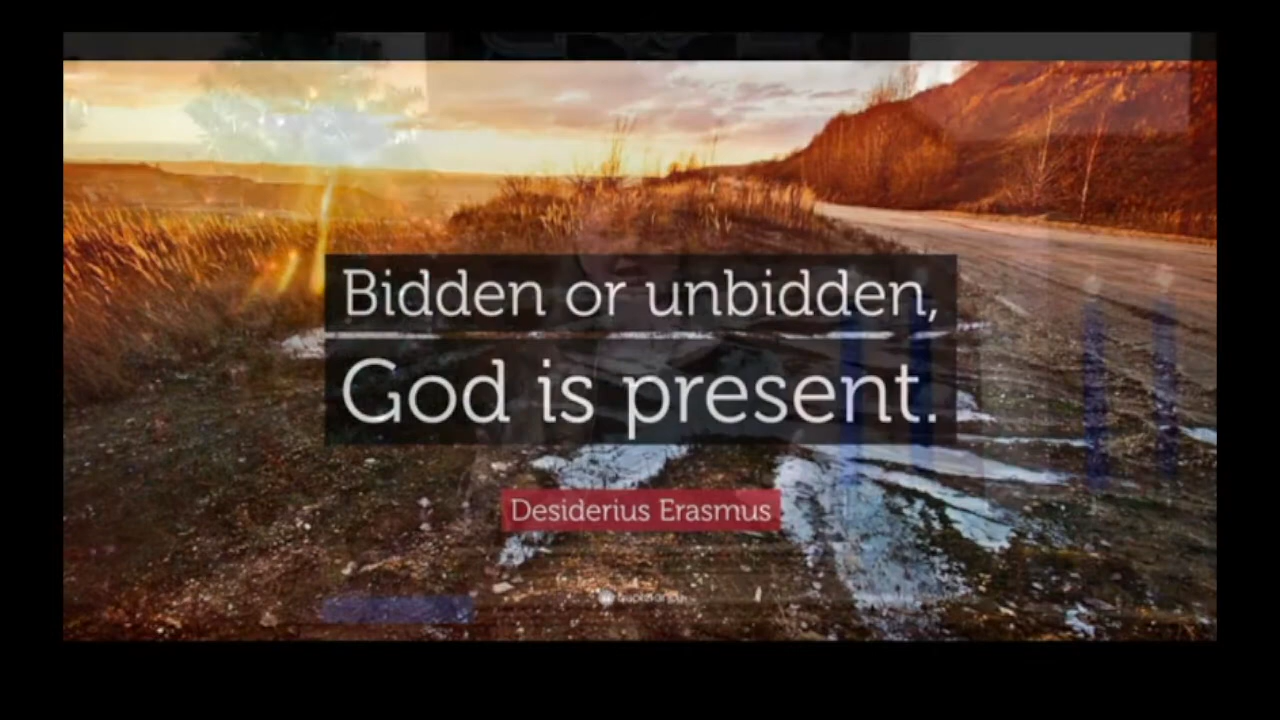 Bidden or unbidden,
God is present.
Desiderius Erasmus